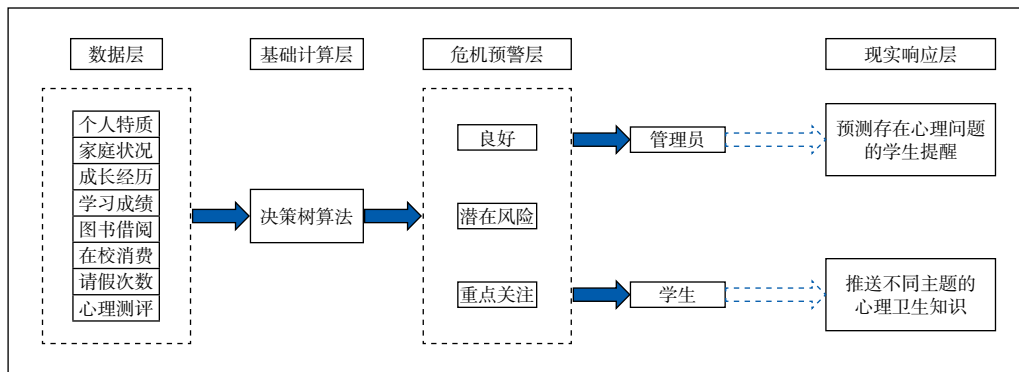 数据层
基础计算层
危机预警层
现实响应层
个人特质
家庭状况
成长经历
学习成绩
图书借阅
在校消费
请假次数
心理测评
决策树算法
良好
潜在风险
重点关注
管理员
学生
预测存在心理问题
的学生提醒
推送不同主题的
心理卫生知识